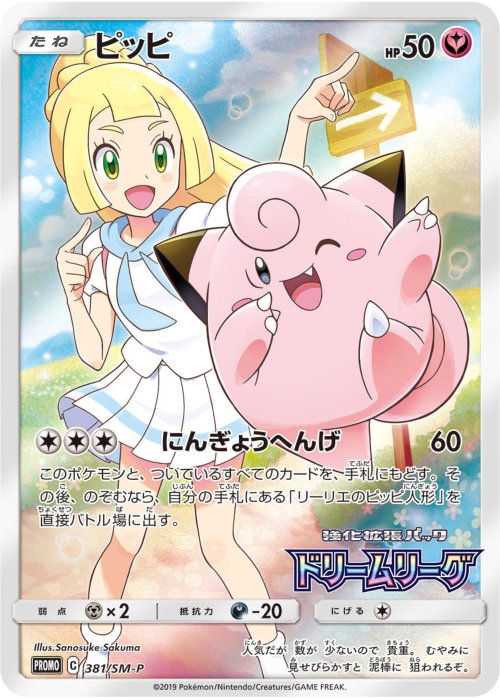 たね ピッピ HP50
にんぎょうへんげ 60
このポケモンと、ついているすべてのカードを、手札にもどす。そ
の後、のぞむなら、自分の手札にある「リーリエのピッピ人形」を
直接バトル場に出す。
強化拡張パック
ドリームリーグ
弱点 ×2 抵抗力 -20 にげる
Illus.Sanosuke Sakuma
PROMO C 381/SM-P
人気だが 数が 少ないので 貴重。むやみに
見せびらかすと 泥棒に 狙われるぞ。
©2019 Pokémon/Nintendo/Creatures/GAME FREAK.